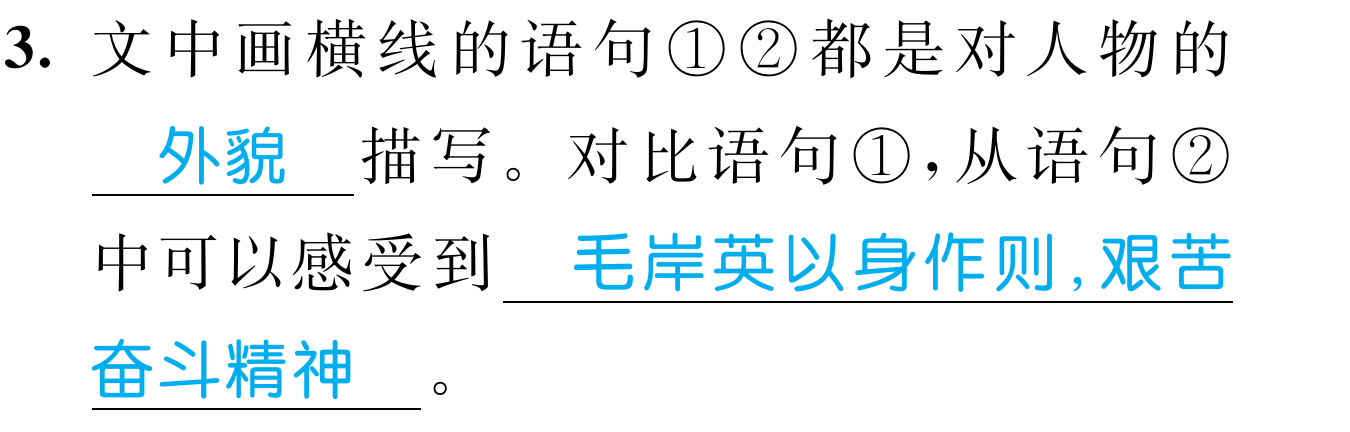 3. 文中画横线的语句①②都是对人物的
外貌描写。对比语句①,从语句②
中可以感受到 毛岸英以身作则,艰苦
奋斗精神 。